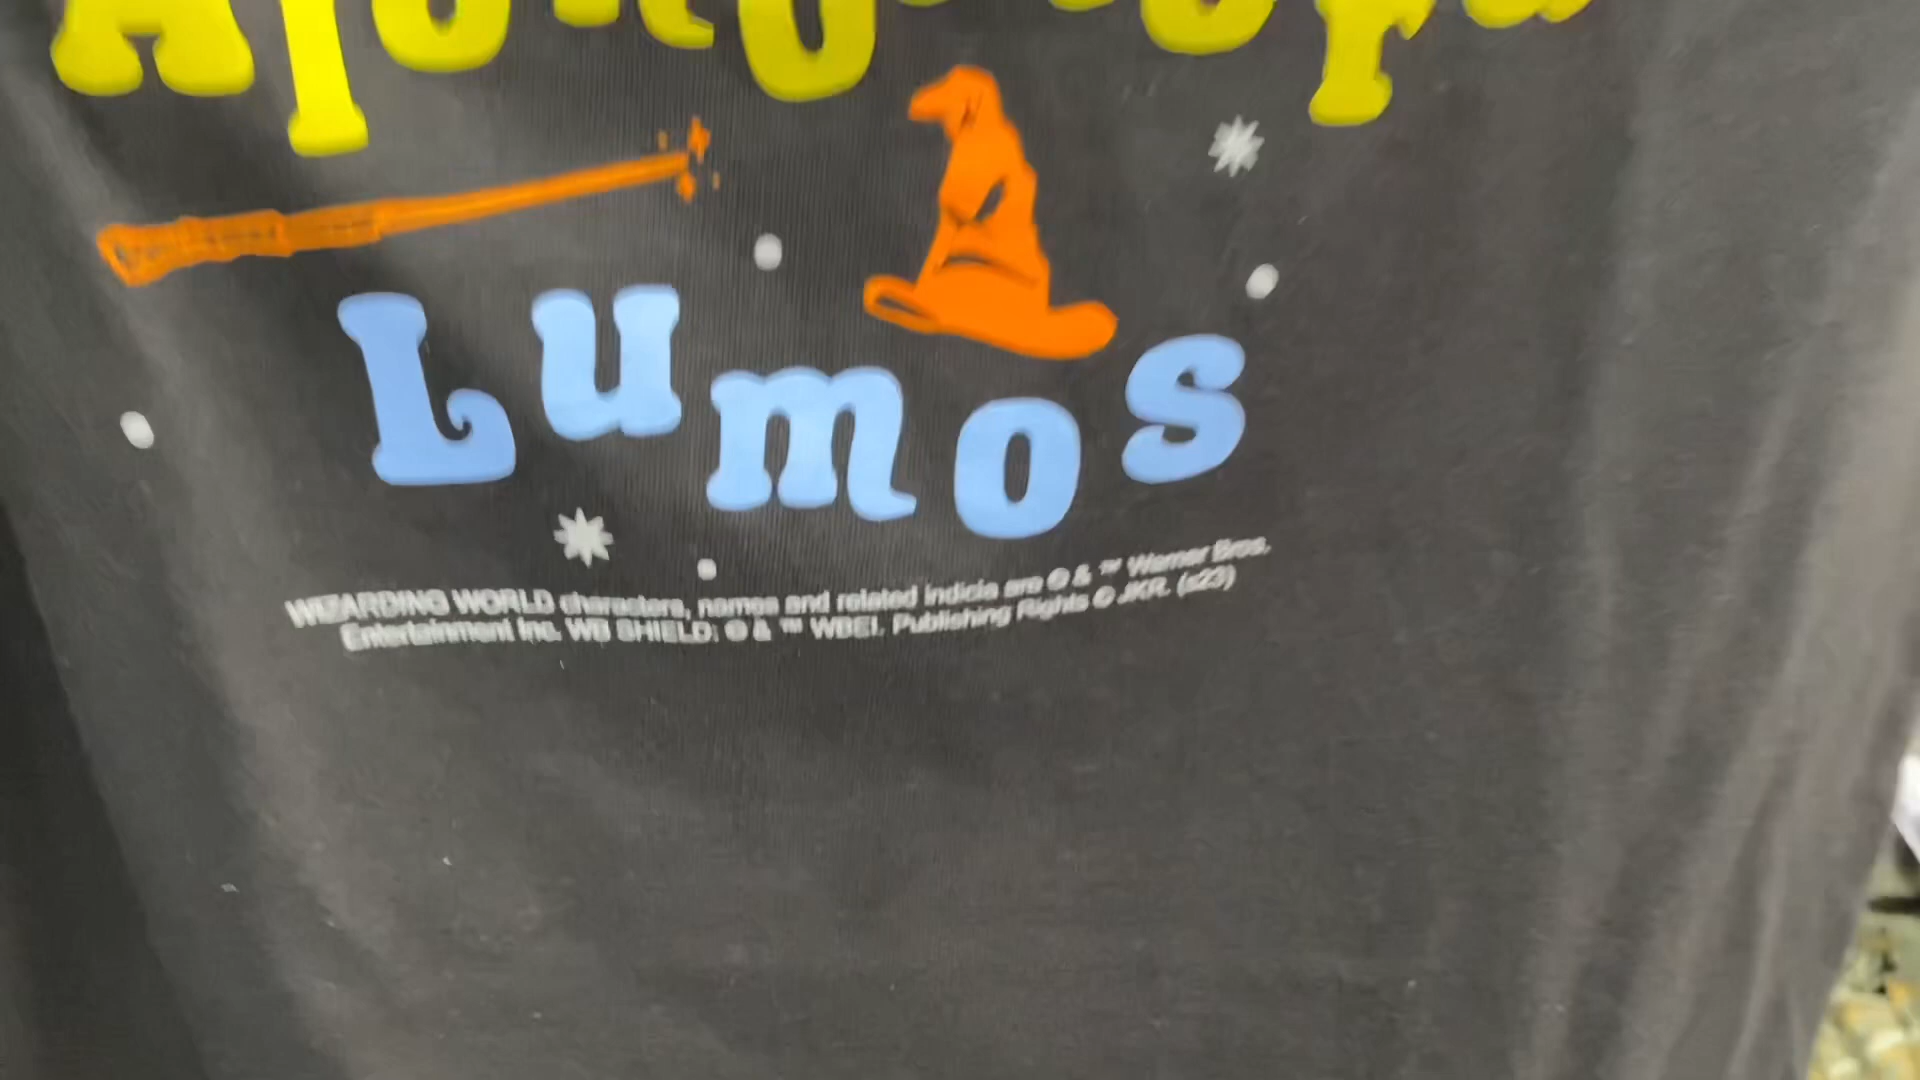 Alohomora
Lumos
WIZARDING WORLD characters, names and related indicia are © & ™ Warner Bros.
Entertainment Inc. WB SHIELD: © & ™ WBEI. Publishing Rights © JKR. (s23)